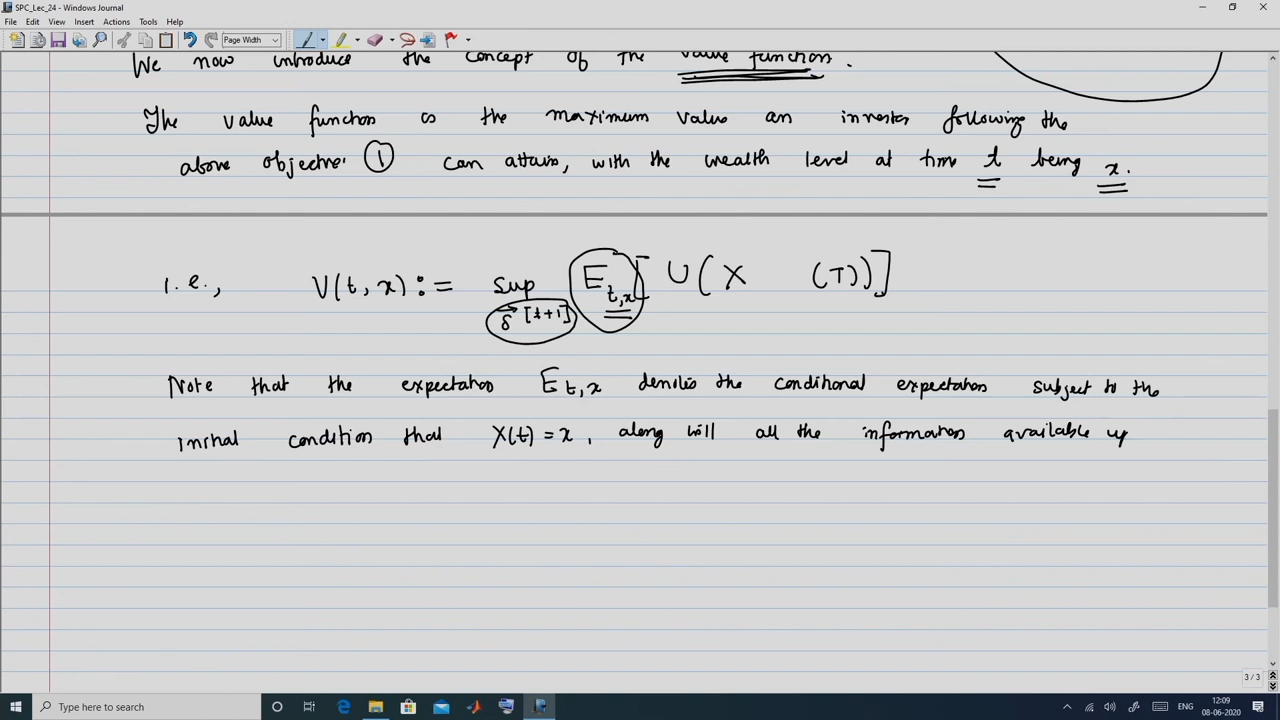 SPC_Lec_24 - Windows Journal
File Edit View Insert Actions Tools Help
Page Width
We now introduce the concept of the value function.
The value function is the maximum value an investor following the
above objective ① can attain, with the wealth level at time t being x.
i.e., V(t, x) := sup E_{t,x} [ U( X (T)) ]
δ⃗ [t+1]
Note that the expectation E_{t,x} denotes the conditional expectation subject to the
initial condition that X(t) = x, along with all the information available up
3 / 3
Type here to search
ENG
12:09
08-06-2020